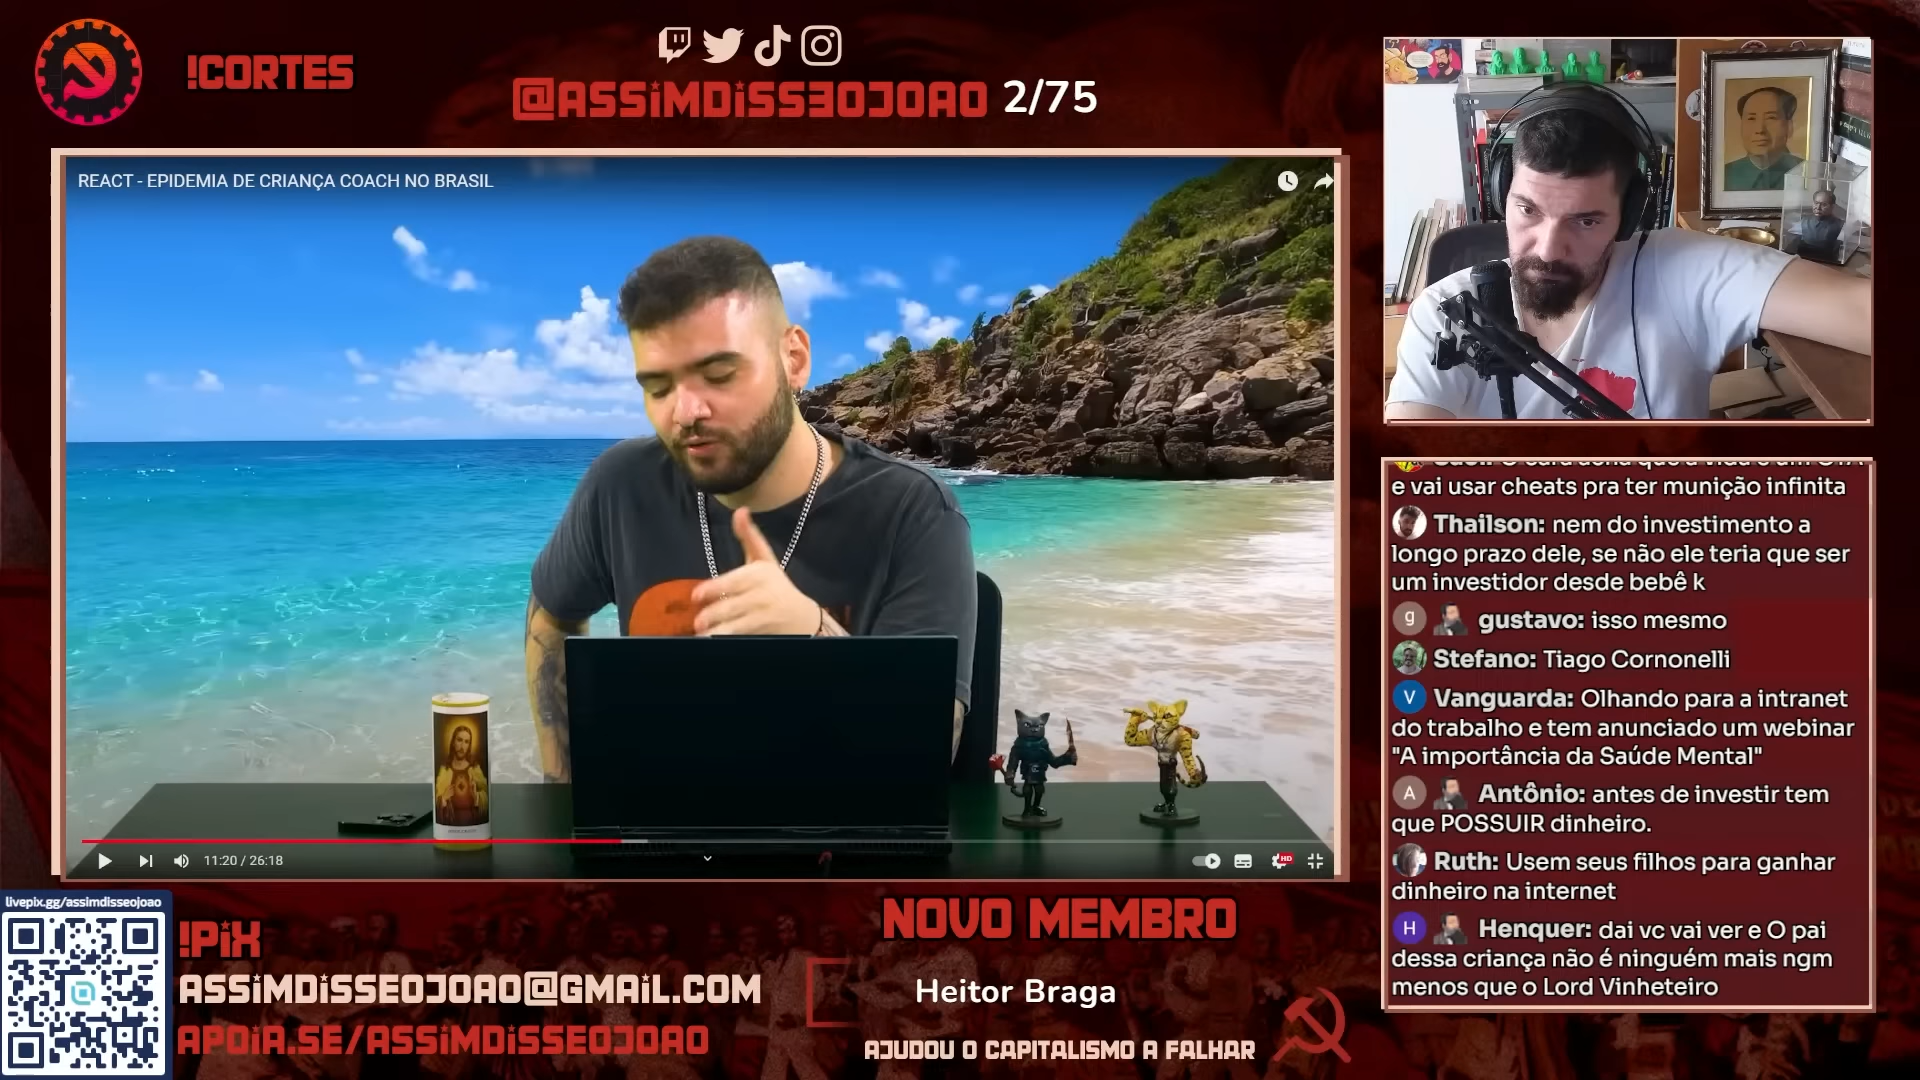 !CORTES
@ASSIMDISSEOJOAO 2/75
REACT - EPIDEMIA DE CRIANÇA COACH NO BRASIL
11:20 / 26:18
HD
e vai usar cheats pra ter munição infinita
Thailson: nem do investimento a
longo prazo dele, se não ele teria que ser
um investidor desde bebê k
g gustavo: isso mesmo
Stefano: Tiago Cornonelli
V Vanguarda: Olhando para a intranet
do trabalho e tem anunciado um webinar
"A importância da Saúde Mental"
A Antônio: antes de investir tem
que POSSUIR dinheiro.
Ruth: Usem seus filhos para ganhar
dinheiro na internet
H Henquer: dai vc vai ver e O pai
dessa criança não é ninguém mais ngm
menos que o Lord Vinheteiro
livepix.gg/assimdisseojoao
!PIX
ASSIMDISSEOJOAO@GMAIL.COM
APOIA.SE/ASSIMDISSEOJOAO
NOVO MEMBRO
Heitor Braga
AJUDOU O CAPITALISMO A FALHAR